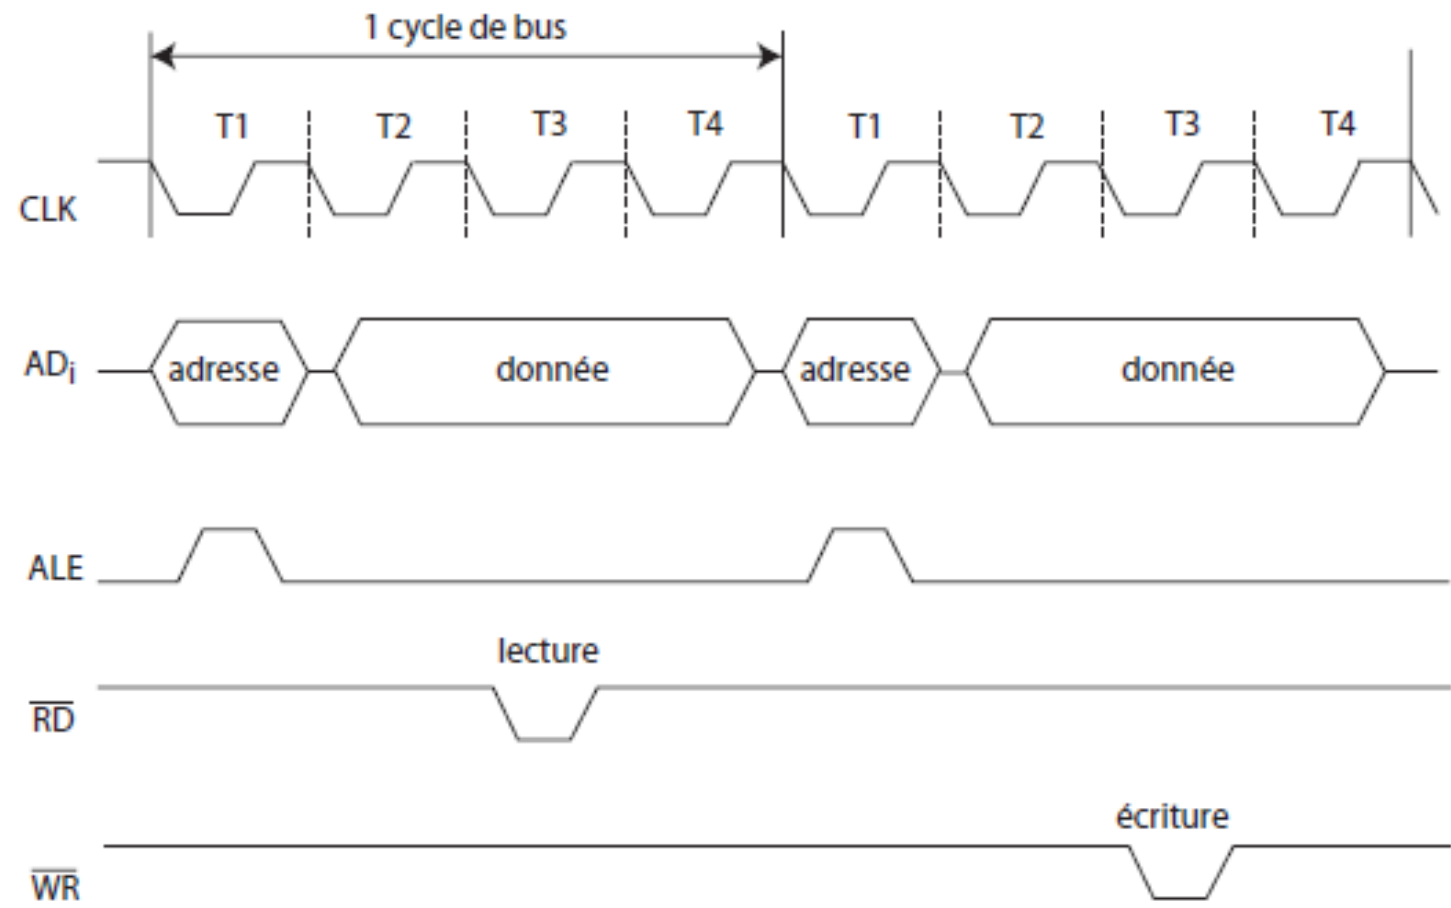 1 cycle de bus
T1 T2 T3 T4 T1 T2 T3 T4
CLK
ADi adresse donnée adresse donnée
ALE
lecture
RD
écriture
WR